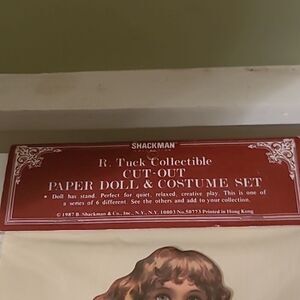 SHACKMAN
R. Tuck Collectible
CUT-OUT
PAPER DOLL & COSTUME SET
• Doll has stand. Perfect for quiet, relaxed, creative play. This is one of
a series of 6 different. See the others and add to your collection.
© 1987 B. Shackman & Co., Inc., N.Y., N.Y. 10003 No. 50773 Printed in Hong Kong